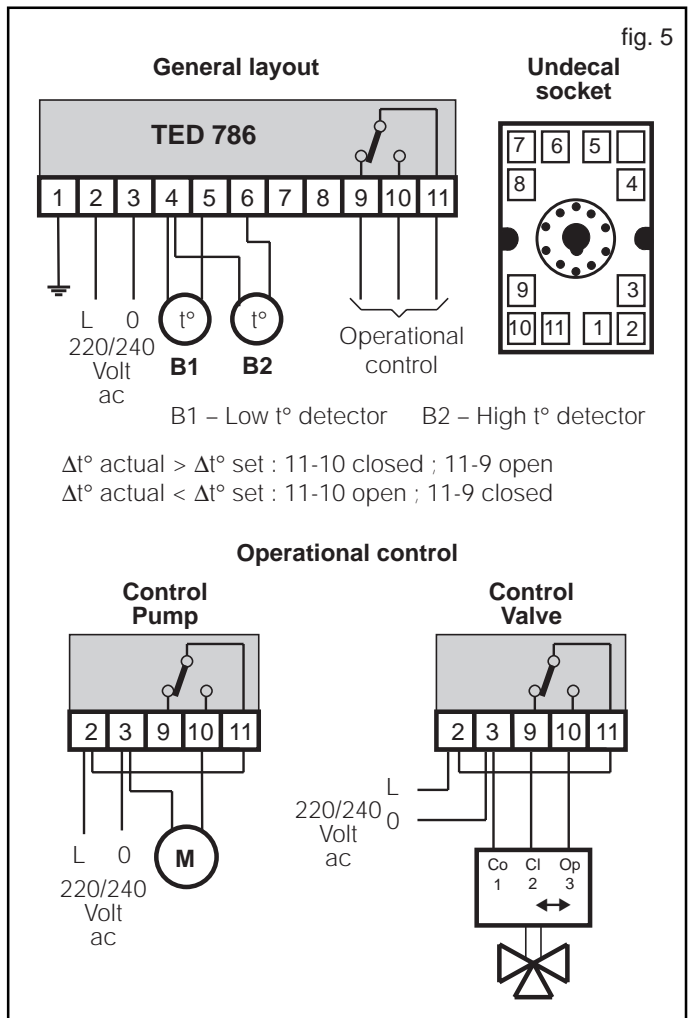 fig. 5
General layout
Undecal
socket
TED 786
1 2 3 4 5 6 7 8 9 10 11
L 0
220/240
Volt
ac
t° t°
B1 B2
Operational
control
7 6 5
8 4
9 3
10 11 1 2
B1 – Low t° detector B2 – High t° detector
Δt° actual > Δt° set : 11-10 closed ; 11-9 open
Δt° actual < Δt° set : 11-10 open ; 11-9 closed
Operational control
Control
Pump
2 3 9 10 11
L 0
220/240
Volt
ac
M
Control
Valve
2 3 9 10 11
L
220/240 0
Volt
ac
Co Cl Op
1 2 3